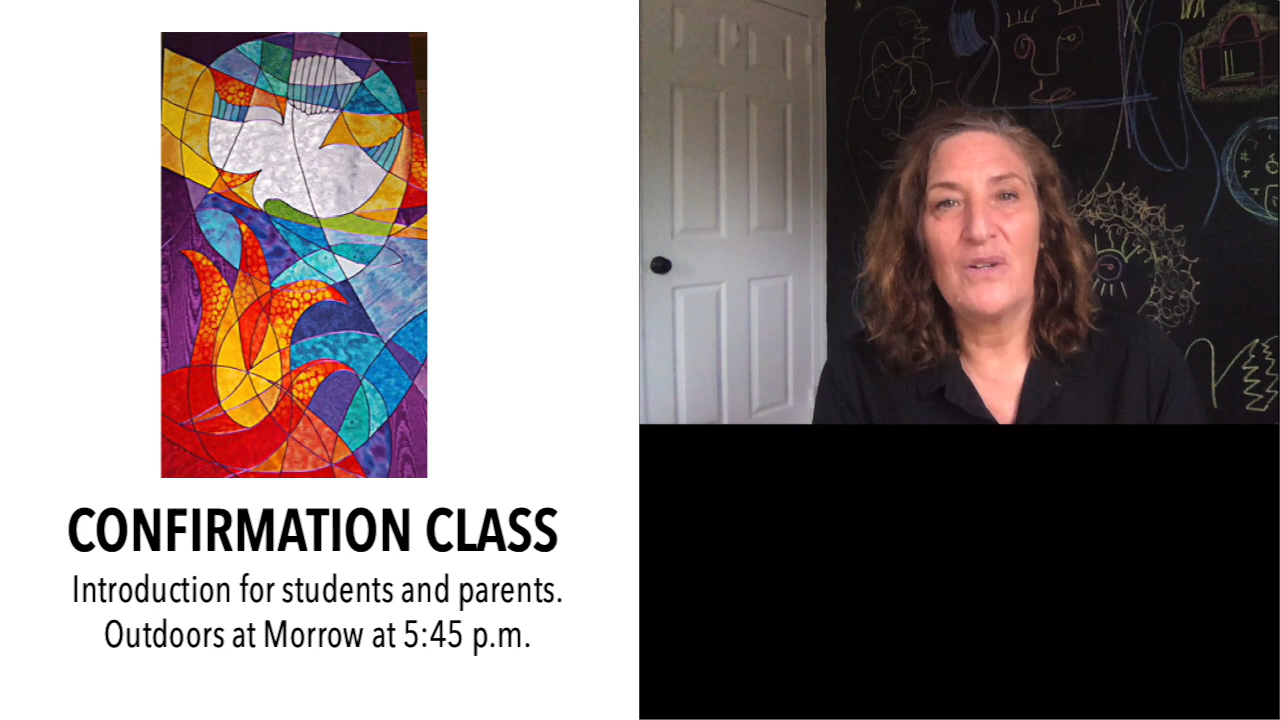 CONFIRMATION CLASS
Introduction for students and parents.
Outdoors at Morrow at 5:45 p.m.